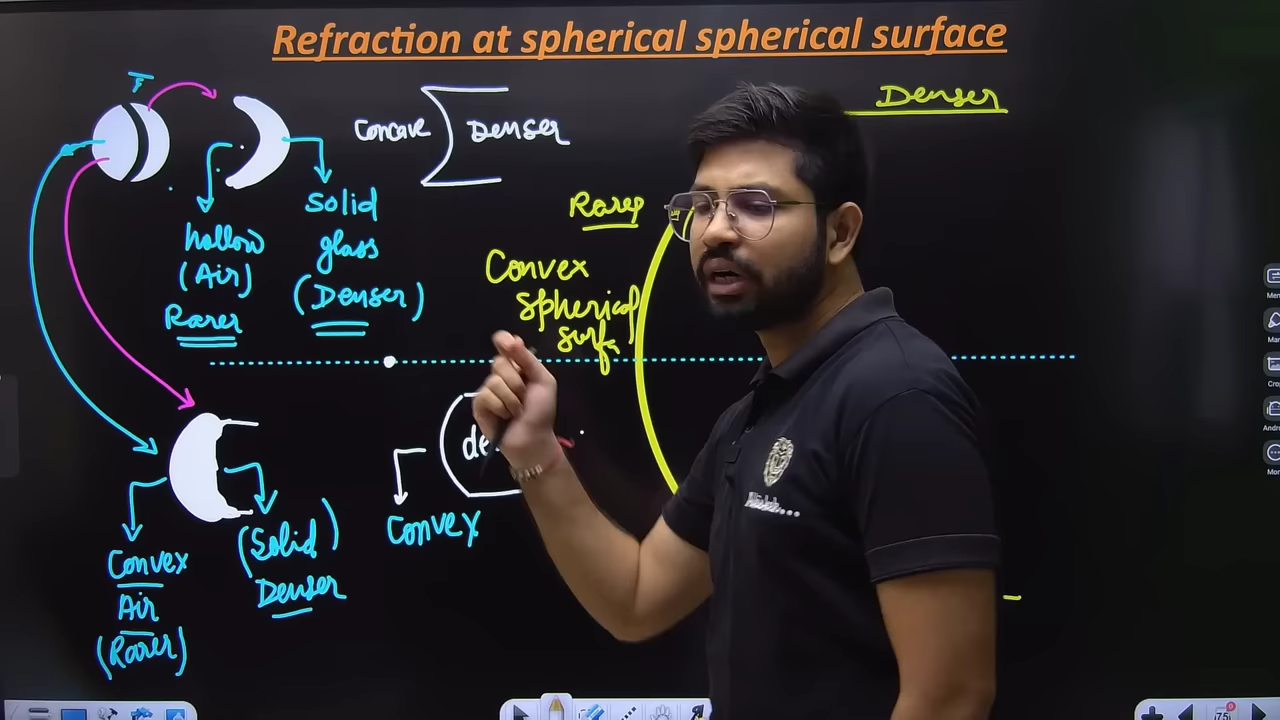 Refraction at spherical spherical surface
Denser
Concave
Denser
Rarer
Convex
Spherical
surf
hollow
(Air)
Rarer
Solid
glass
(Denser)
Convex
Air
(Rarer)
(Solid)
Denser
Convex
75